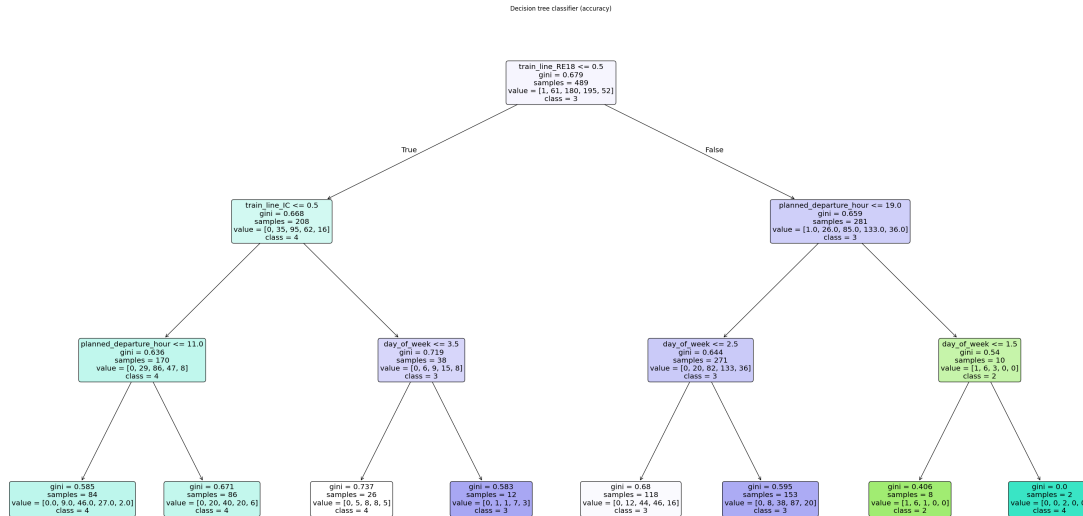 Decision tree classifier (accuracy)
train_line_RE18 <= 0.5
gini = 0.679
samples = 489
value = [1, 61, 180, 195, 52]
class = 3
True
False
train_line_IC <= 0.5
gini = 0.668
samples = 208
value = [0, 35, 95, 62, 16]
class = 4
planned_departure_hour <= 19.0
gini = 0.659
samples = 281
value = [1.0, 26.0, 85.0, 133.0, 36.0]
class = 3
planned_departure_hour <= 11.0
gini = 0.636
samples = 170
value = [0, 29, 86, 47, 8]
class = 4
day_of_week <= 3.5
gini = 0.719
samples = 38
value = [0, 6, 9, 15, 8]
class = 3
day_of_week <= 2.5
gini = 0.644
samples = 271
value = [0, 20, 82, 133, 36]
class = 3
day_of_week <= 1.5
gini = 0.54
samples = 10
value = [1, 6, 3, 0, 0]
class = 2
gini = 0.585
samples = 84
value = [0.0, 9.0, 46.0, 27.0, 2.0]
class = 4
gini = 0.671
samples = 86
value = [0, 20, 40, 20, 6]
class = 4
gini = 0.737
samples = 26
value = [0, 5, 8, 8, 5]
class = 4
gini = 0.583
samples = 12
value = [0, 1, 1, 7, 3]
class = 3
gini = 0.68
samples = 118
value = [0, 12, 44, 46, 16]
class = 3
gini = 0.595
samples = 153
value = [0, 8, 38, 87, 20]
class = 3
gini = 0.406
samples = 8
value = [1, 6, 1, 0, 0]
class = 2
gini = 0.0
samples = 2
value = [0, 0, 2, 0,
class = 4